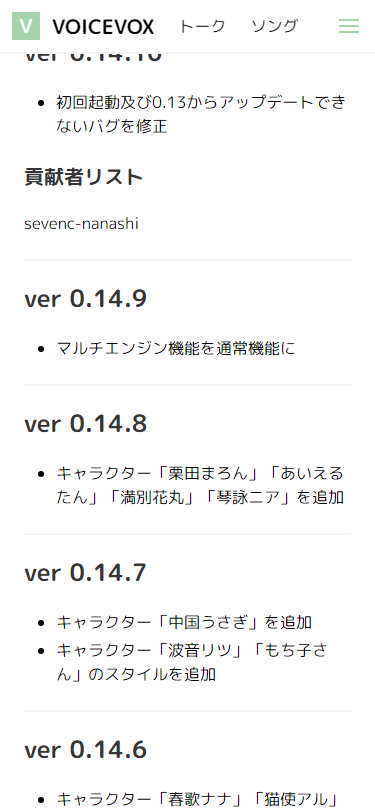 V VOICEVOX トーク ソング
ver 0.14.10
初回起動及び0.13からアップデートでき
ないバグを修正
貢献者リスト
sevenc-nanashi
ver 0.14.9
マルチエンジン機能を通常機能に
ver 0.14.8
キャラクター「栗田まろん」「あいえる
たん」「満別花丸」「琴詠ニア」を追加
ver 0.14.7
キャラクター「中国うさぎ」を追加
キャラクター「波音リツ」「もち子さ
ん」のスタイルを追加
ver 0.14.6
キャラクター「春歌ナナ」「猫使アル」